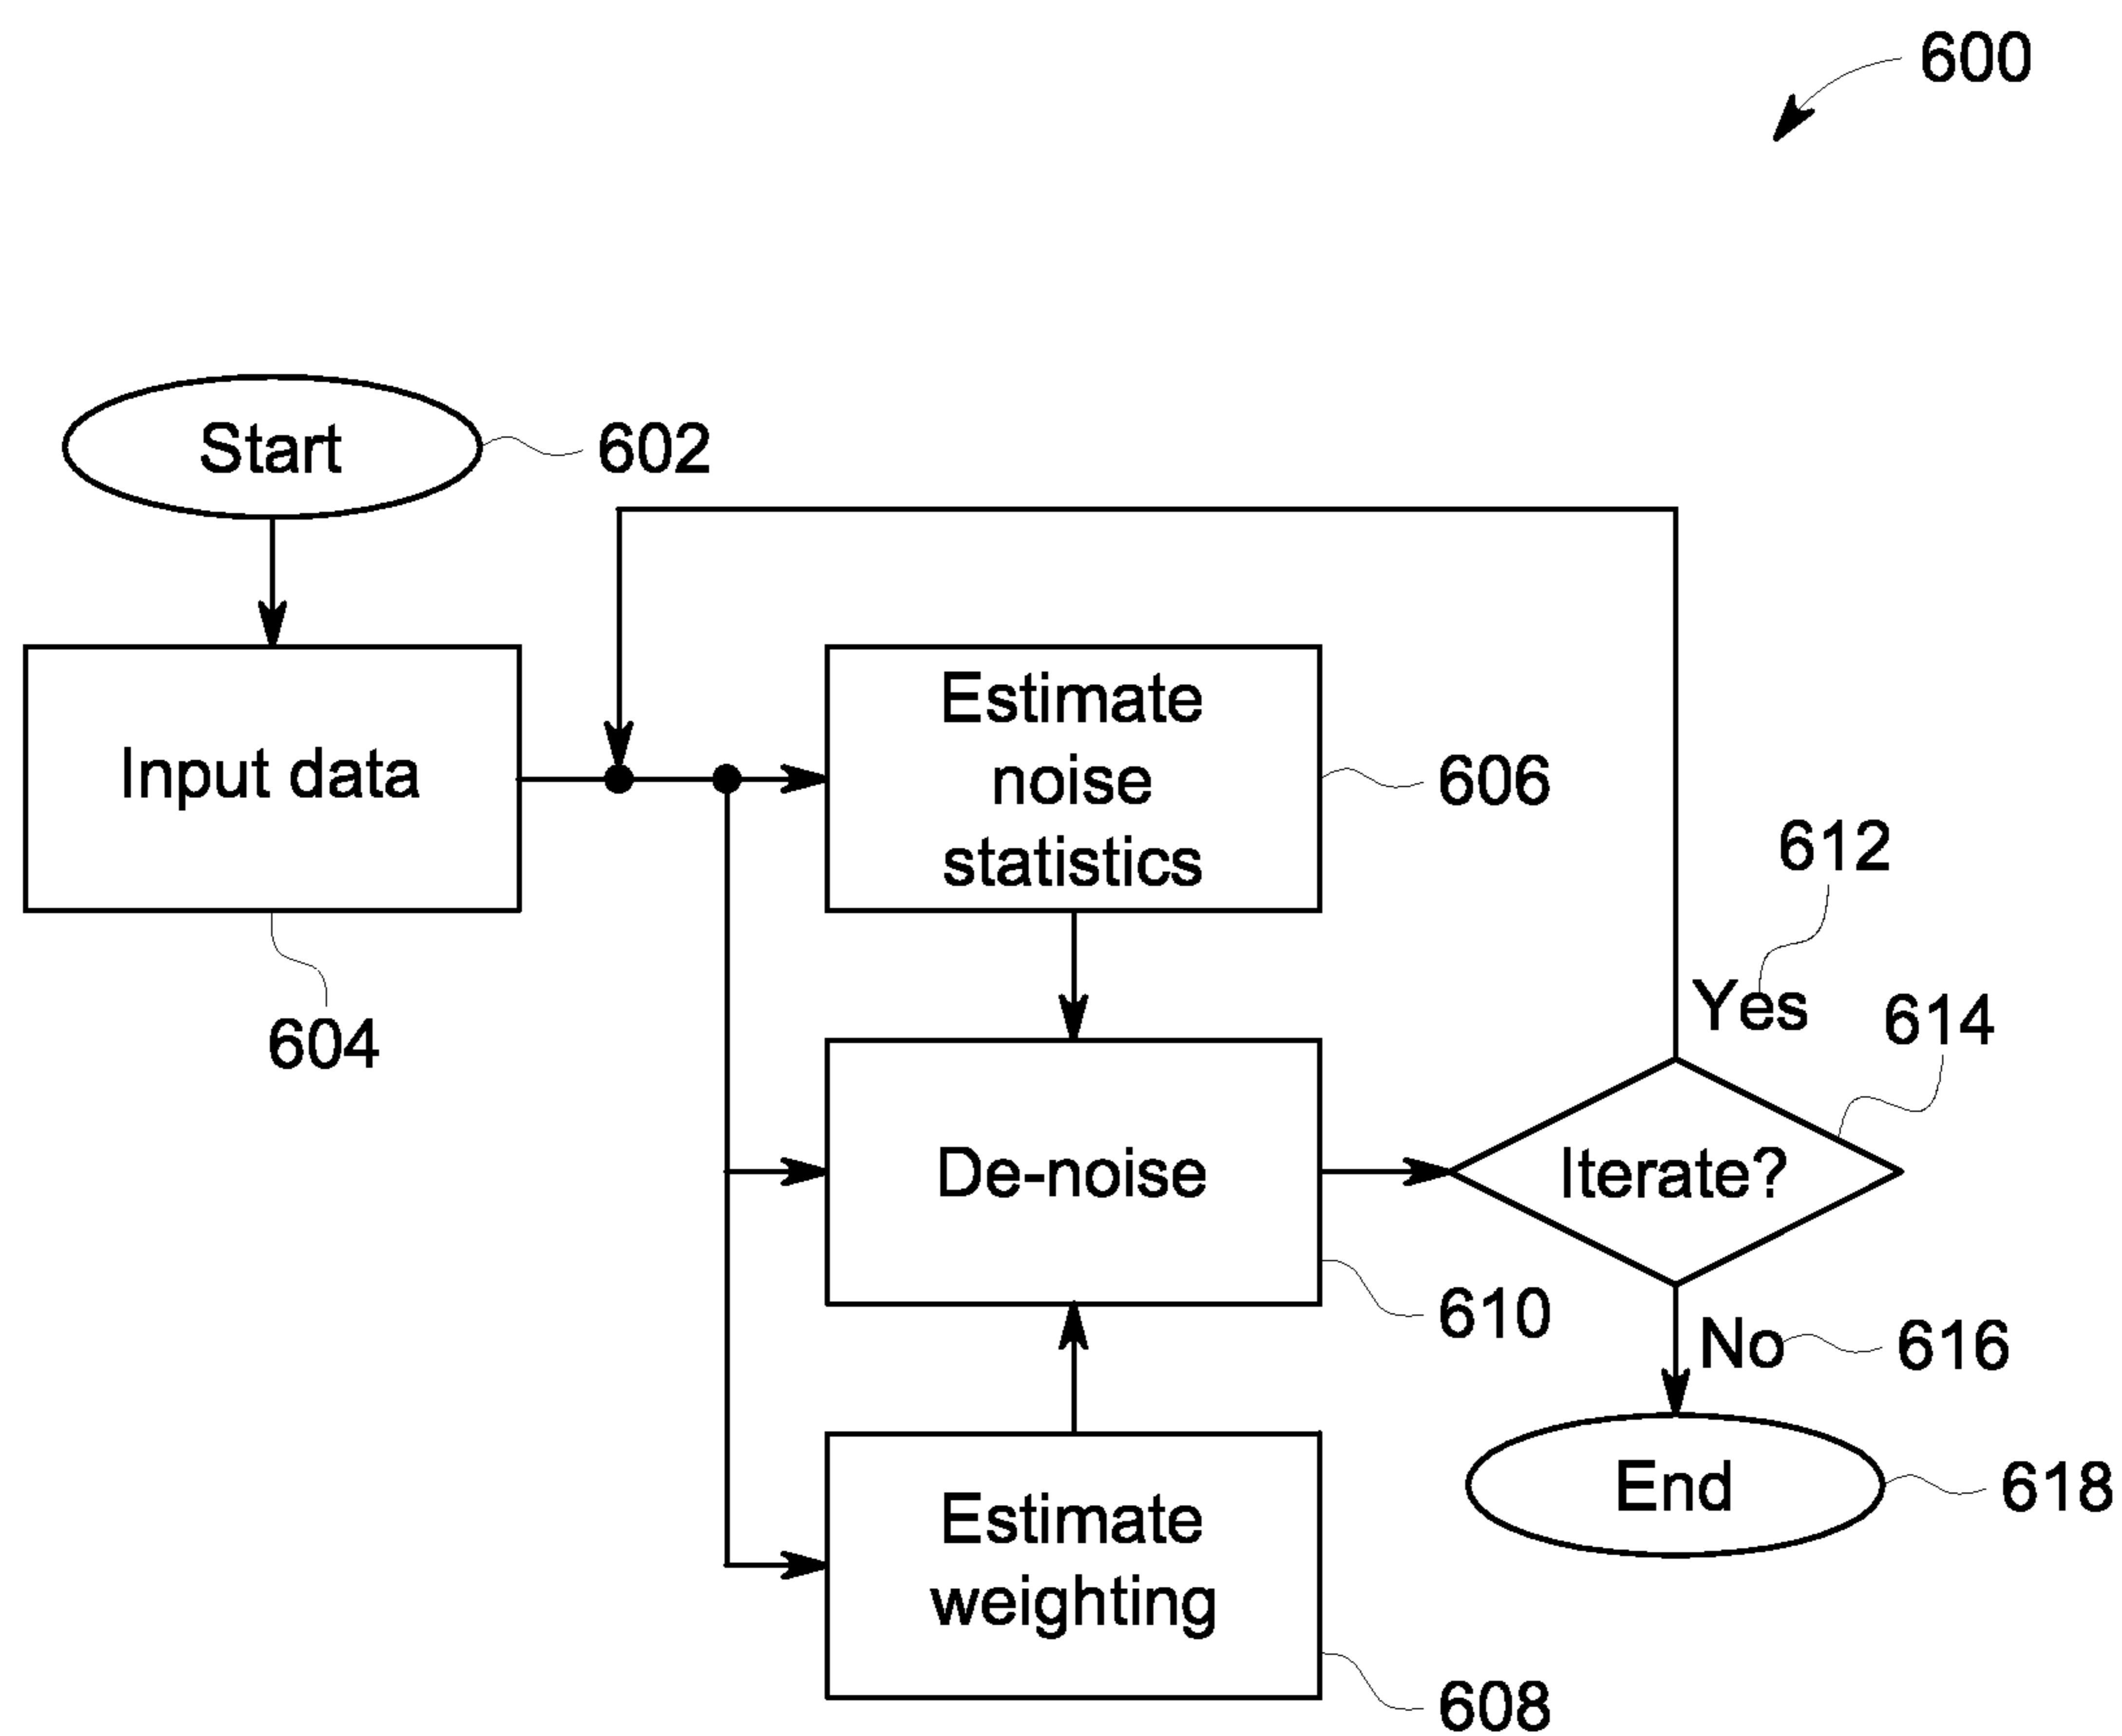 600
Start
602
Input data
604
Estimate
noise
statistics
606
612
Yes
614
De-noise
610
Iterate?
No
616
Estimate
weighting
608
End
618